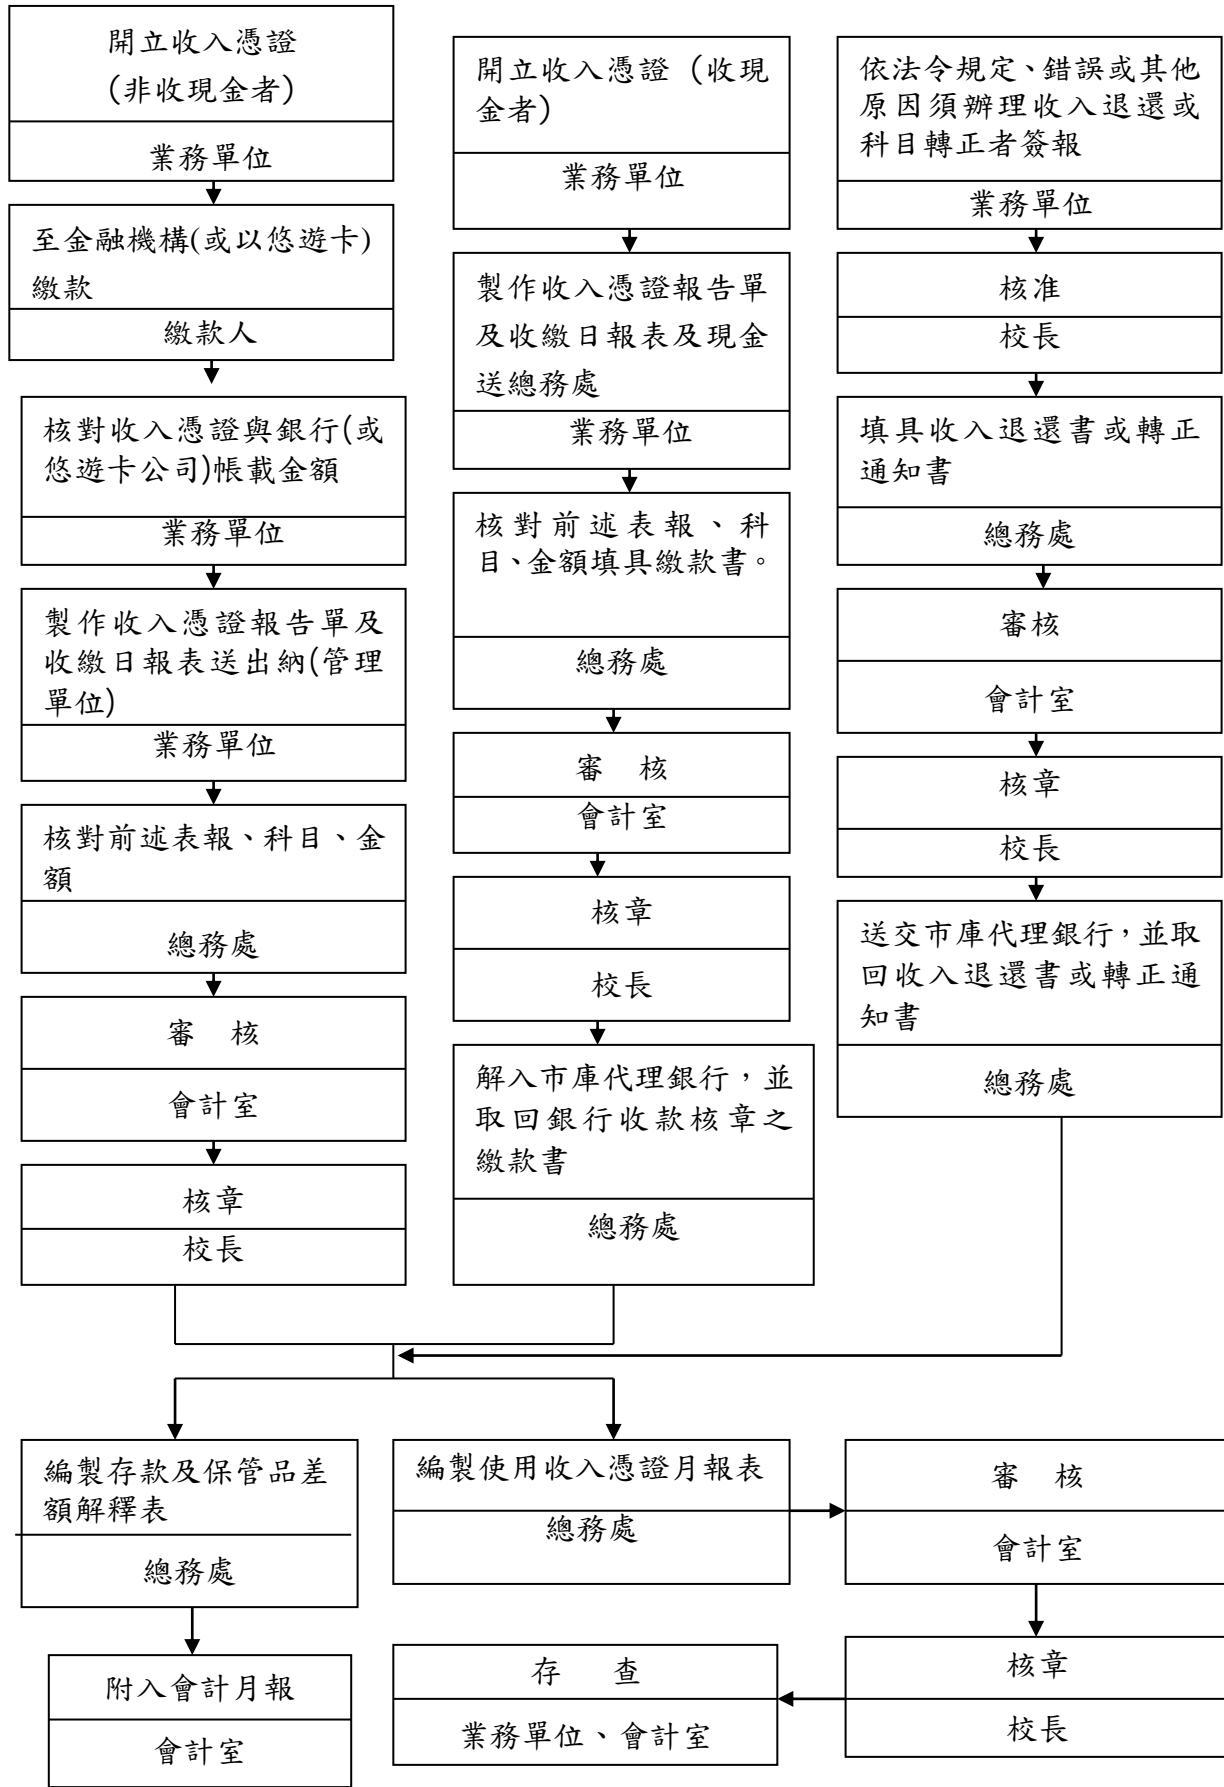 開立收入憑證
(非收現金者)
業務單位
至金融機構(或以悠遊卡)
繳款
繳款人
核對收入憑證與銀行(或
悠遊卡公司)帳載金額
業務單位
製作收入憑證報告單及
收繳日報表送出納(管理
單位)
業務單位
核對前述表報、科目、金
額
總務處
審　核
會計室
核章
校長
開立收入憑證 (收現
金者)
業務單位
製作收入憑證報告單
及收繳日報表及現金
送總務處
業務單位
核對前述表報、科
目、金額填具繳款書。
總務處
審　核
會計室
核章
校長
解入市庫代理銀行，並
取回銀行收款核章之
繳款書
總務處
依法令規定、錯誤或其他
原因須辦理收入退還或
科目轉正者簽報
業務單位
核准
校長
填具收入退還書或轉正
通知書
總務處
審核
會計室
核章
校長
送交市庫代理銀行，並取
回收入退還書或轉正通
知書
總務處
編製存款及保管品差
額解釋表
總務處
附入會計月報
會計室
編製使用收入憑證月報表
總務處
審　核
會計室
核章
校長
存　　查
業務單位、會計室